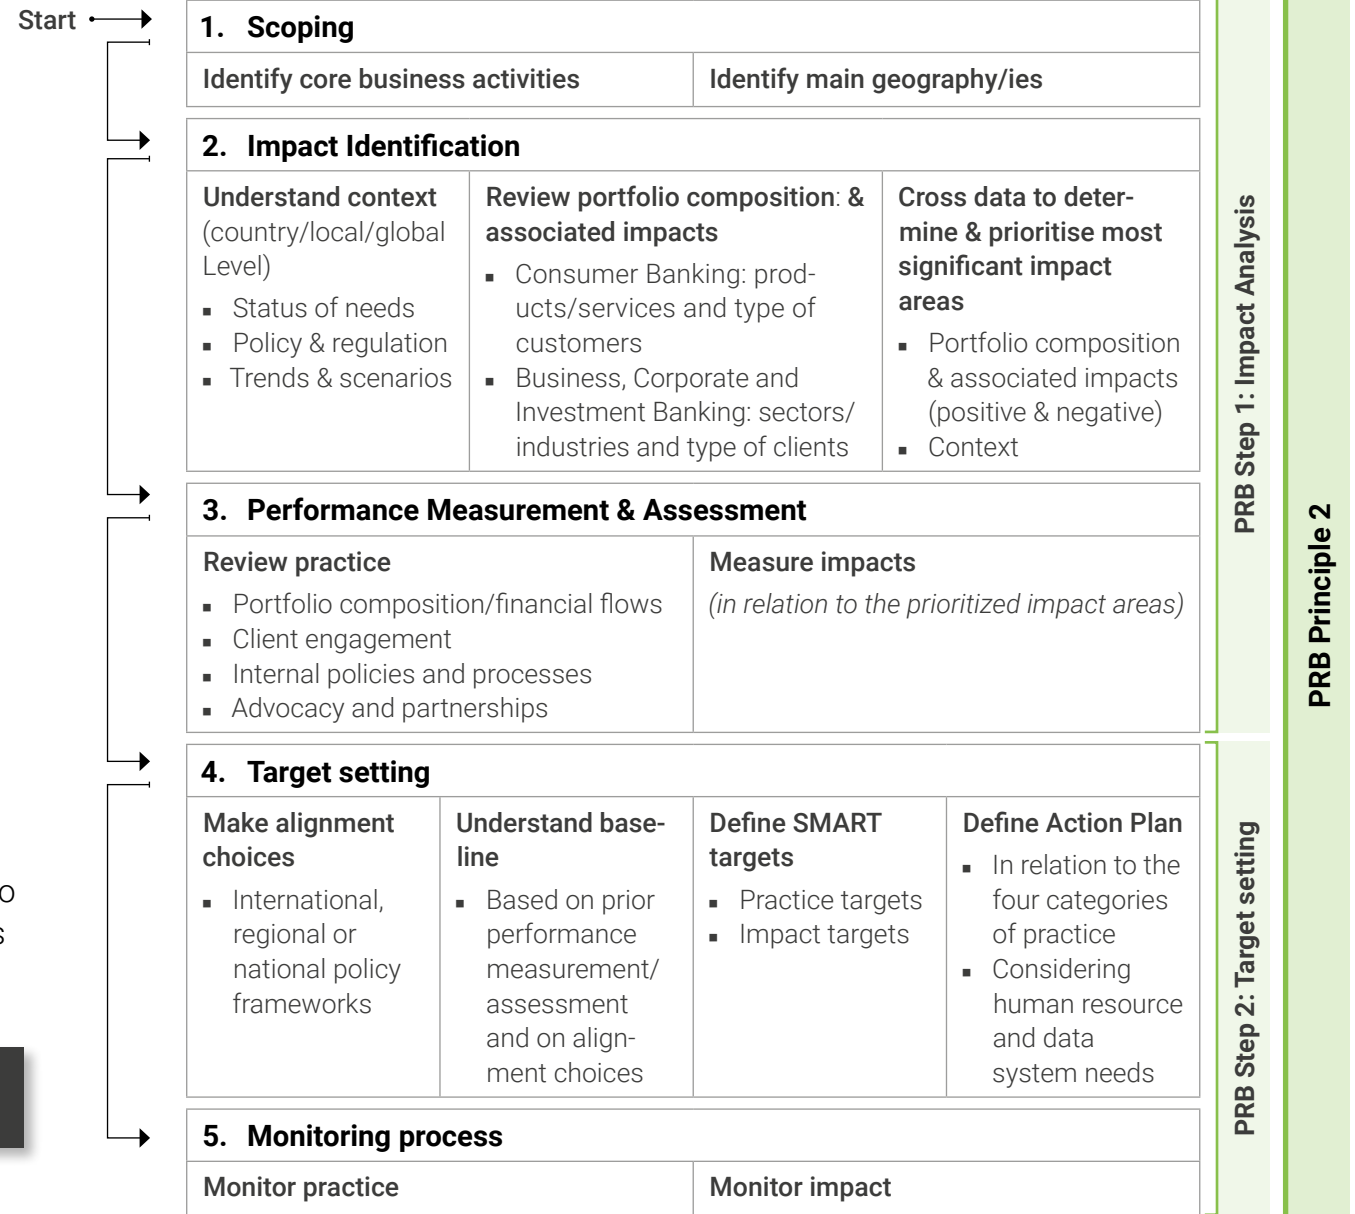 Start
1. Scoping
Identify core business activities
Identify main geography/ies
2. Impact Identification
Understand context
(country/local/global
Level)
▪ Status of needs
▪ Policy & regulation
▪ Trends & scenarios
Review portfolio composition: &
associated impacts
▪ Consumer Banking: prod-
ucts/services and type of
customers
▪ Business, Corporate and
Investment Banking: sectors/
industries and type of clients
Cross data to deter-
mine & prioritise most
significant impact
areas
▪ Portfolio composition
& associated impacts
(positive & negative)
▪ Context
3. Performance Measurement & Assessment
Review practice
▪ Portfolio composition/financial flows
▪ Client engagement
▪ Internal policies and processes
▪ Advocacy and partnerships
Measure impacts
(in relation to the prioritized impact areas)
4. Target setting
Make alignment
choices
▪ International,
regional or
national policy
frameworks
Understand base-
line
▪ Based on prior
performance
measurement/
assessment
and on align-
ment choices
Define SMART
targets
▪ Practice targets
▪ Impact targets
Define Action Plan
▪ In relation to the
four categories
of practice
▪ Considering
human resource
and data
system needs
5. Monitoring process
Monitor practice
Monitor impact
PRB Step 1: Impact Analysis
PRB Step 2: Target setting
PRB Principle 2